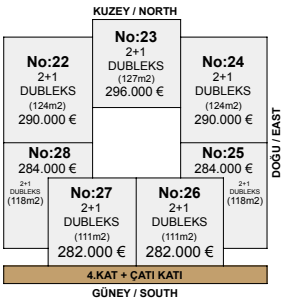 KUZEY / NORTH
No:23
2+1
DUBLEKS
(127m2)
296.000 €
No:22
2+1
DUBLEKS
(124m2)
290.000 €
No:24
2+1
DUBLEKS
(124m2)
290.000 €
DOĞU / EAST
No:28
284.000 €
2+1
DUBLEKS
(118m2)
No:25
284.000 €
2+1
DUBLEKS
(118m2)
No:27
2+1
DUBLEKS
(111m2)
282.000 €
No:26
2+1
DUBLEKS
(111m2)
282.000 €
4.KAT + ÇATI KATI
GÜNEY / SOUTH